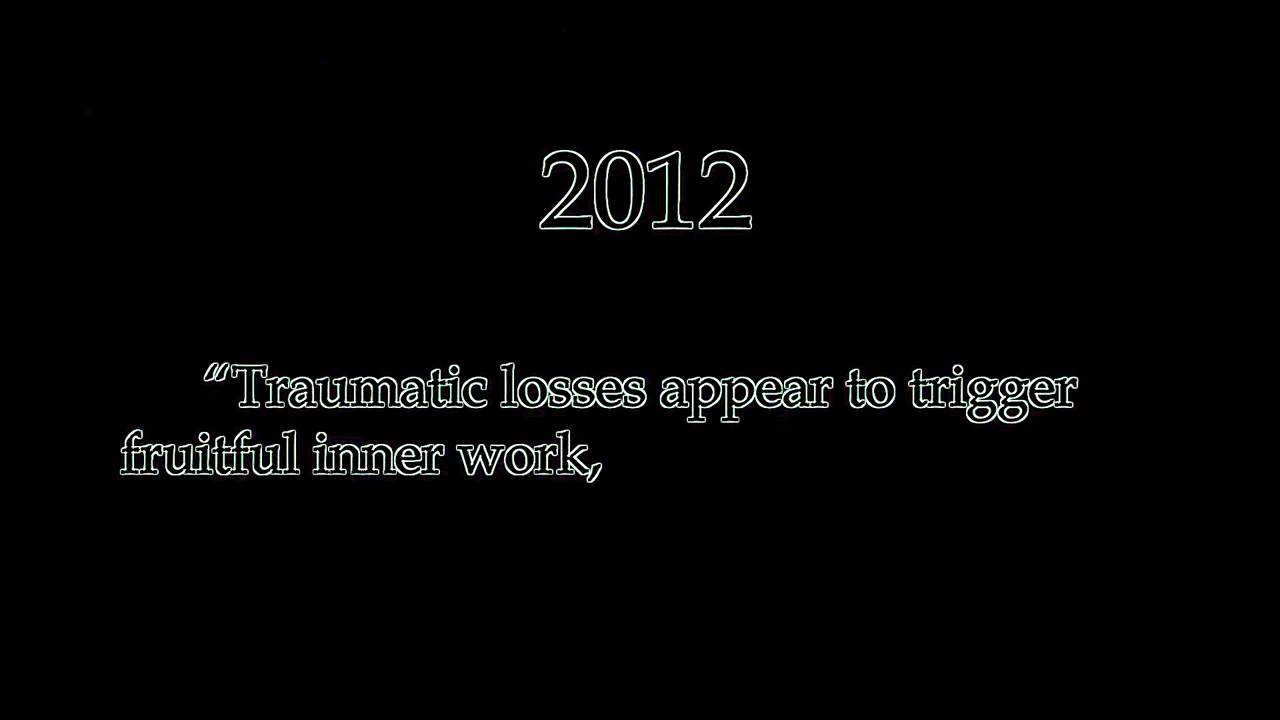 2012
“Traumatic losses appear to trigger
fruitful inner work,